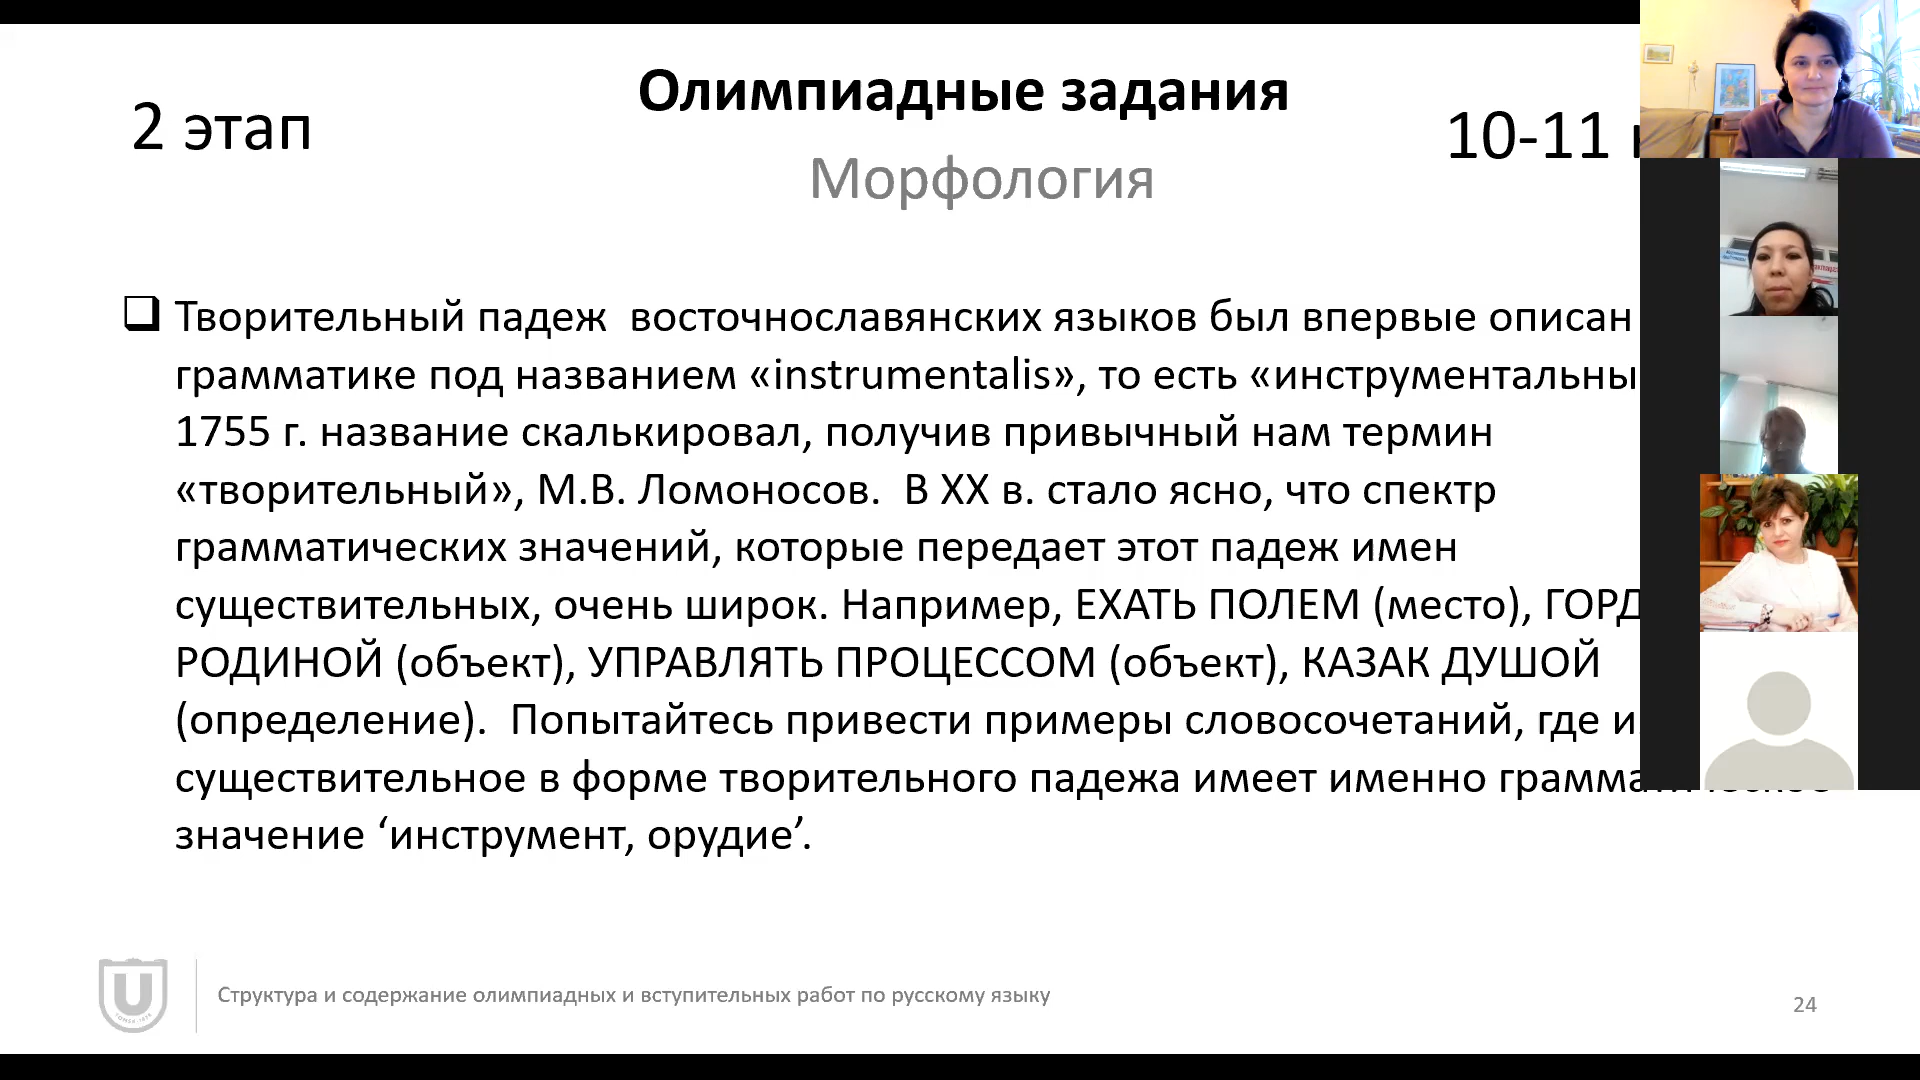 Олимпиадные задания
2 этап
10-11
Морфология
Творительный падеж восточнославянских языков был впервые описан
грамматике под названием «instrumentalis», то есть «инструментальны
1755 г. название скалькировал, получив привычный нам термин
«творительный», М.В. Ломоносов. В XX в. стало ясно, что спектр
грамматических значений, которые передает этот падеж имен
существительных, очень широк. Например, ЕХАТЬ ПОЛЕМ (место), ГОРД
РОДИНОЙ (объект), УПРАВЛЯТЬ ПРОЦЕССОМ (объект), КАЗАК ДУШОЙ
(определение). Попытайтесь привести примеры словосочетаний, где
существительное в форме творительного падежа имеет именно грамма
значение ‘инструмент, орудие’.
Структура и содержание олимпиадных и вступительных работ по русскому языку
24